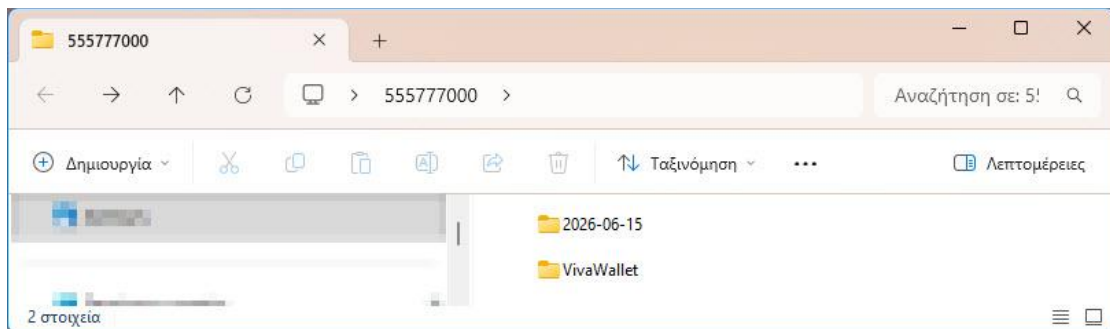 555777000
555777000
Αναζήτηση σε: 5!
Δημιουργία
Ταξινόμηση
Λεπτομέρειες
2026-06-15
VivaWallet
2 στοιχεία